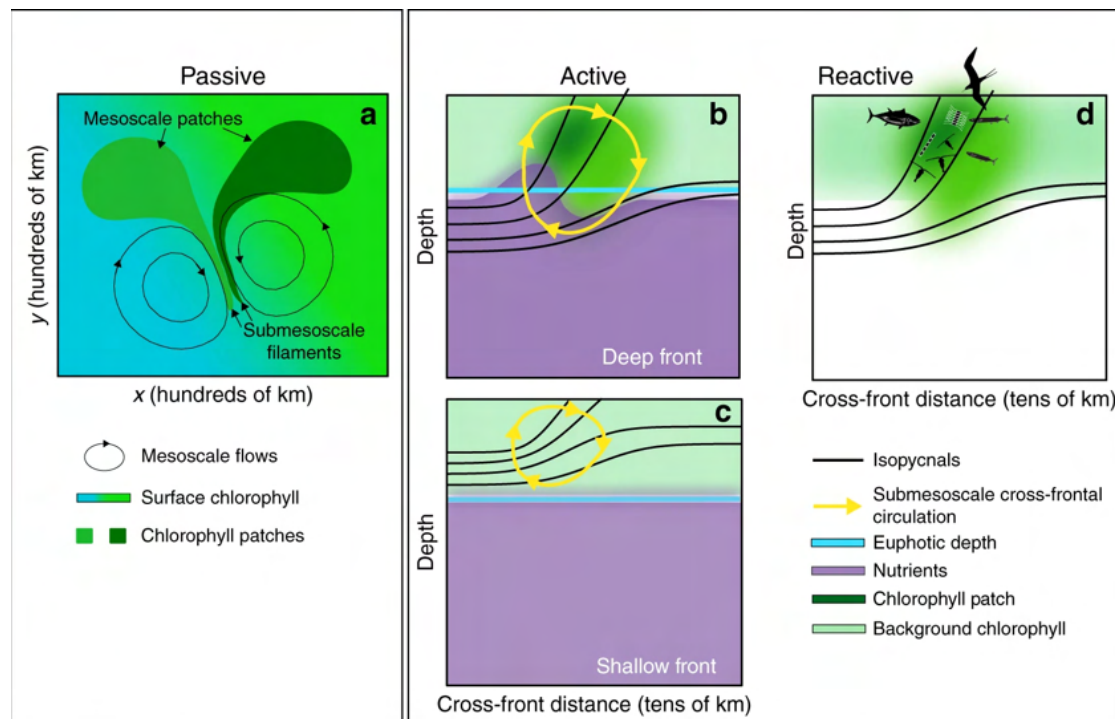 Passive
a
Mesoscale patches
Submesoscale
filaments
y (hundreds of km)
x (hundreds of km)
Mesoscale flows
Surface chlorophyll
Chlorophyll patches
Active
b
Depth
Deep front
c
Depth
Shallow front
Cross-front distance (tens of km)
Reactive
d
Depth
Cross-front distance (tens of km)
Isopycnals
Submesoscale cross-frontal
circulation
Euphotic depth
Nutrients
Chlorophyll patch
Background chlorophyll